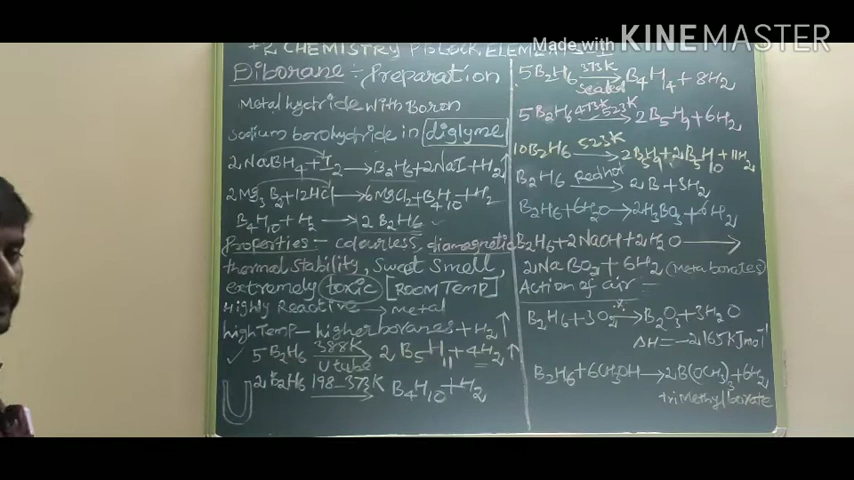 Made with KINEMASTER
+2 CHEMISTRY P-BLOCK ELEMENTS-I
Diborane :- Preparation
Metal hydride with Boron
sodium borohydride in diglyme
2NaBH4 + I2 → B2H6 + 2NaI + H2↑
2Mg3B2 + 12HCl → 6MgCl2 + B4H10 + H2
B4H10 + H2 → 2B2H6
Properties - colourless, diamagnetic
thermal stability, sweet smell,
extremely toxic [ROOM TEMP]
Highly Reactive → metal
high Temp - higher boranes + H2↑
5B2H6 388K → U tube 2B5H11 + 4H2↑
2B2H6 198-373K → B4H10 + H2
5B2H6 373K → sealed B4H4 + 8H2
5B2H6 473K 523K → 2B5H9 + 6H2
10B2H6 523K → 2B5H9 + 2B5H10 + 11H2
B2H6 Red hot → 2B + 3H2
B2H6 + 6H2O → 2H3BO3 + 6H2
B2H6 + 2NaOH + 2H2O →
2NaBO2 + 6H2 (Meta borates)
Action of air -
B2H6 + 3O2 → B2O3 + 3H2O
ΔH = -2165 KJ mol-1
B2H6 + 6CH3OH → 2B(OCH3)3 + 6H2
triMethylborate